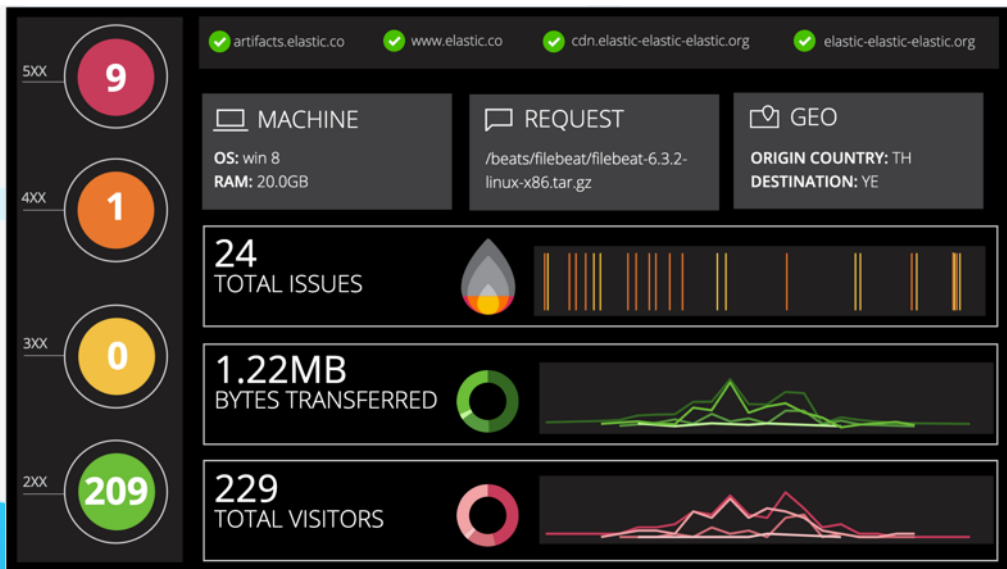 5XX
9
4XX
1
3XX
0
2XX
209
artifacts.elastic.co
www.elastic.co
cdn.elastic-elastic-elastic.org
elastic-elastic-elastic.org
MACHINE
OS: win 8
RAM: 20.0GB
REQUEST
/beats/filebeat/filebeat-6.3.2-
linux-x86.tar.gz
GEO
ORIGIN COUNTRY: TH
DESTINATION: YE
24
TOTAL ISSUES
1.22MB
BYTES TRANSFERRED
229
TOTAL VISITORS